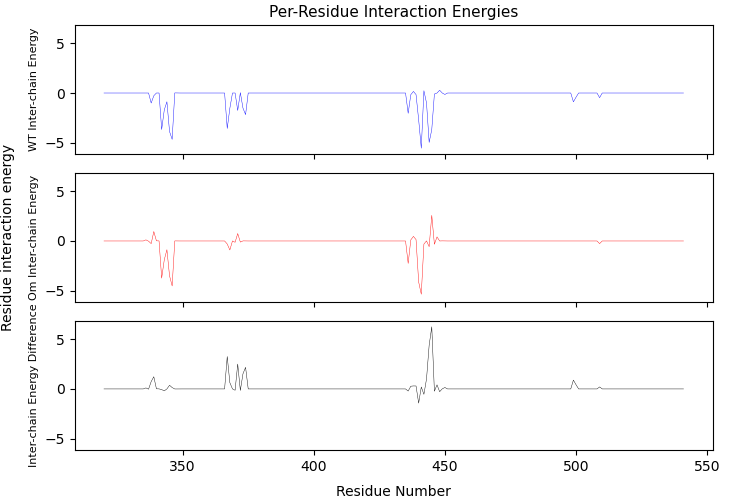 Per-Residue Interaction Energies
Residue interaction energy
WT Inter-chain Energy
5
0
−5
Om Inter-chain Energy
5
0
−5
Inter-chain Energy Difference
5
0
−5
350
400
450
500
550
Residue Number